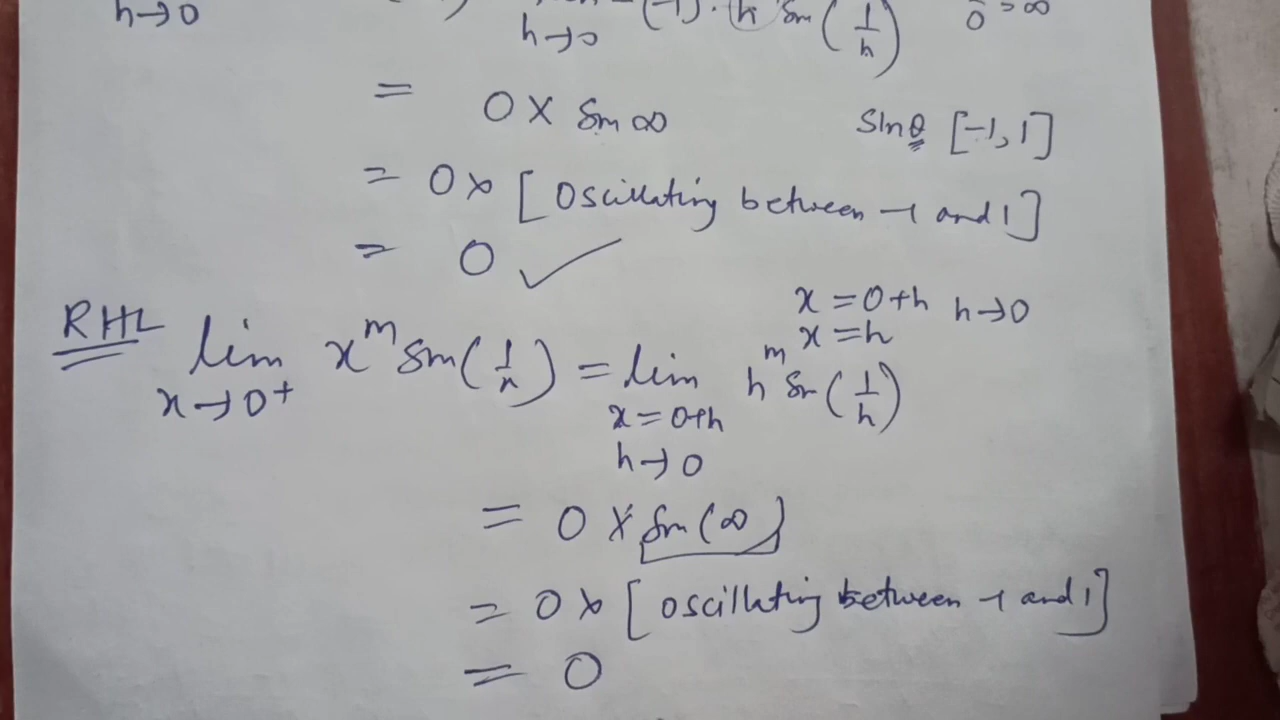 h→0 h→0 (-1)· h sin(1/h) 0 = ∞
= 0 × sin ∞ sinθ [-1, 1]
= 0 × [oscillating between -1 and 1]
= 0 ✓
x = 0+h h→0
x = h
RHL lim x→0+ x^m sin(1/x) = lim x=0+h h→0 h^m sin(1/h)
= 0 × sin(∞)
= 0 × [oscillating between -1 and 1]
= 0